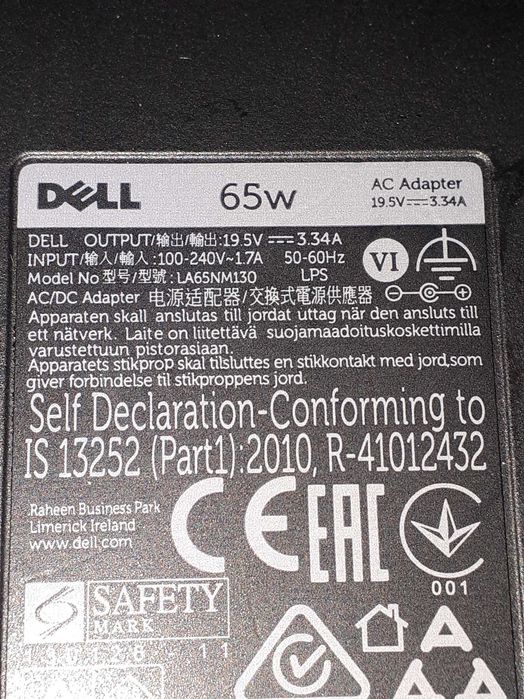 DELL 65W AC Adapter
19.5V⎓3.34A
DELL OUTPUT/输出/輸出:19.5V⎓3.34A
INPUT/输入/輸入:100-240V~1.7A 50-60Hz VI
Model No 型号/型號: LA65NM130 LPS
AC/DC Adapter 电源适配器/交換式電源供應器
Apparaten skall anslutas till jordat uttag när den ansluts till
ett nätverk. Laite on liitettävä suojamaadoituskoskettimilla
varustettuun pistorasiaan.
Apparatets stikprop skal tilsluttes en stikkontakt med jord,som
giver forbindelse til stikproppens jord.
Self Declaration-Conforming to
IS 13252 (Part1):2010, R-41012432
Raheen Business Park
Limerick Ireland
www.dell.com
CE EAC
001
SAFETY
MARK
190126-11
A